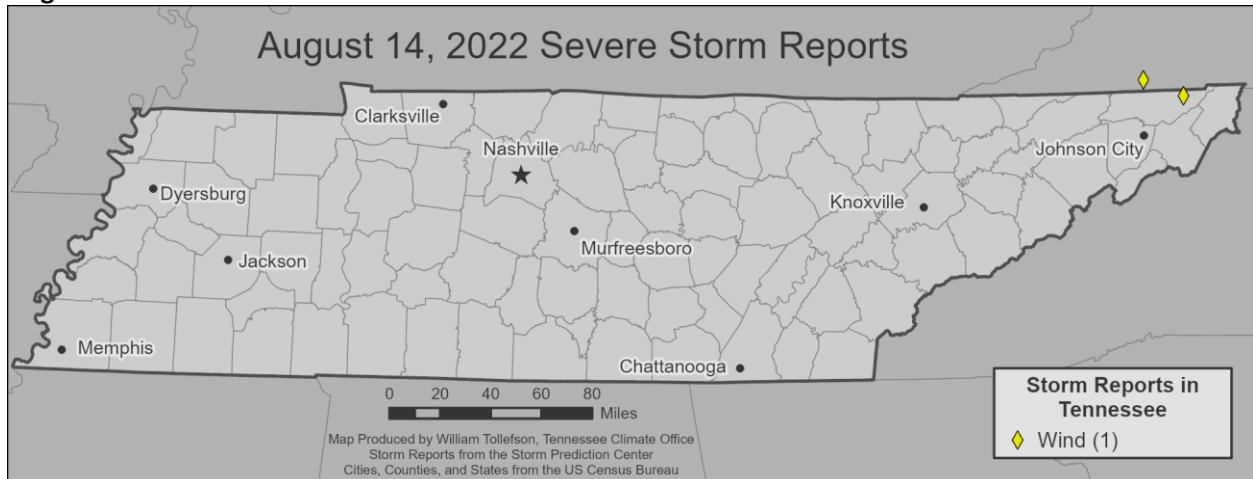 August 14, 2022 Severe Storm Reports
Clarksville
Nashville
Johnson City
Dyersburg
Knoxville
Murfreesboro
Jackson
Memphis
Chattanooga
0 20 40 60 80
Miles
Map Produced by William Tollefson, Tennessee Climate Office
Storm Reports from the Storm Prediction Center
Cities, Counties, and States from the US Census Bureau
Storm Reports in
Tennessee
Wind (1)